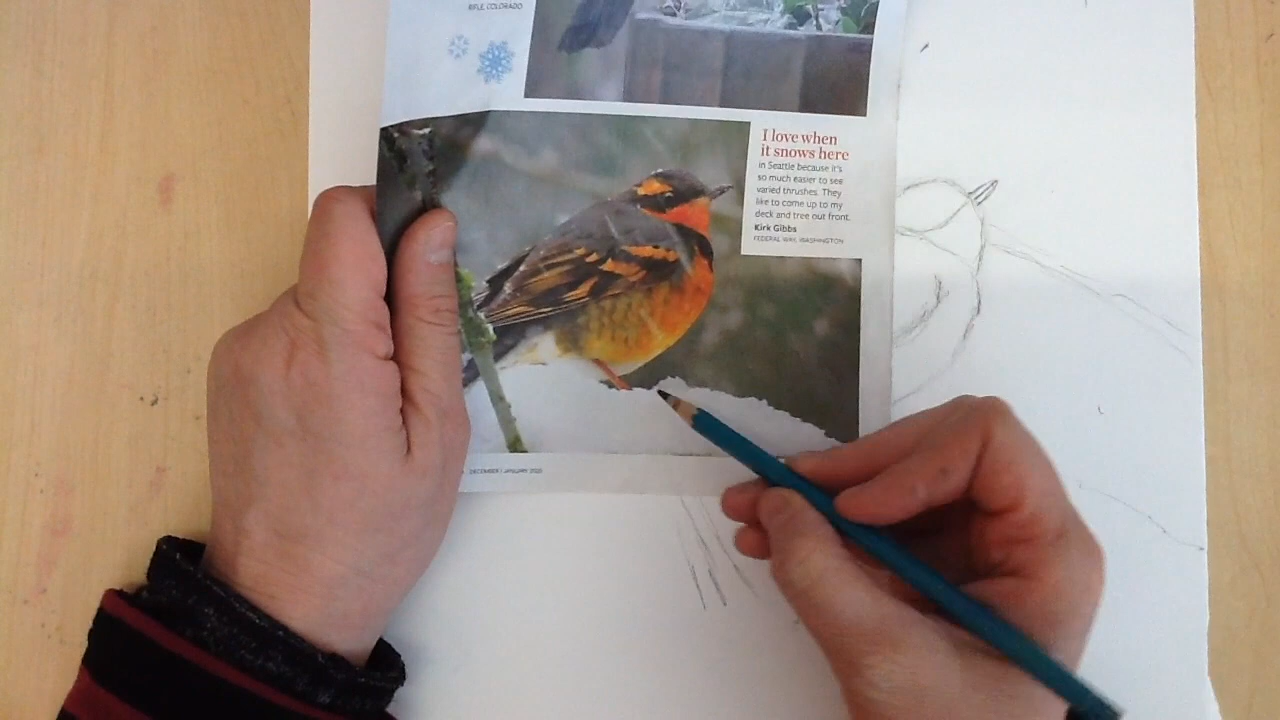 RIFLE, COLORADO
I love when
it snows here
in Seattle because it's
so much easier to see
varied thrushes. They
like to come up to my
deck and tree out front.
Kirk Gibbs
FEDERAL WAY, WASHINGTON
DECEMBER | JANUARY